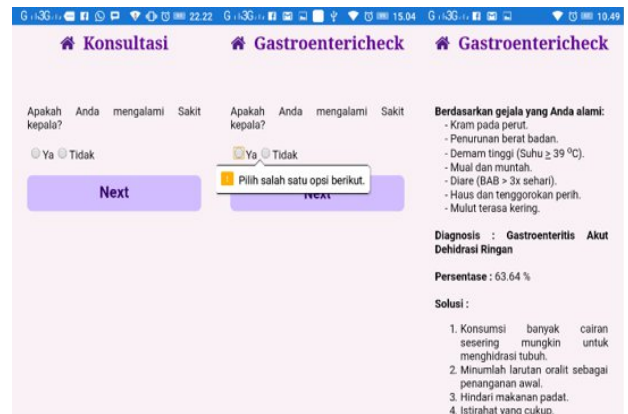 22.22
Konsultasi
Apakah Anda mengalami Sakit
kepala?
Ya Tidak
Next
15.04
Gastroentericheck
Apakah Anda mengalami Sakit
kepala?
Ya Tidak
Pilih salah satu opsi berikut.
Next
10.49
Gastroentericheck
Berdasarkan gejala yang Anda alami:
- Kram pada perut.
- Penurunan berat badan.
- Demam tinggi (Suhu ≥ 39 ⁰C).
- Mual dan muntah.
- Diare (BAB > 3x sehari).
- Haus dan tenggorokan perih.
- Mulut terasa kering.
Diagnosis : Gastroenteritis Akut
Dehidrasi Ringan
Persentase : 63.64 %
Solusi :
1. Konsumsi banyak cairan
sesering mungkin untuk
menghidrasi tubuh.
2. Minumlah larutan oralit sebagai
penanganan awal.
3. Hindari makanan padat.
4. Istirahat yang cukup.